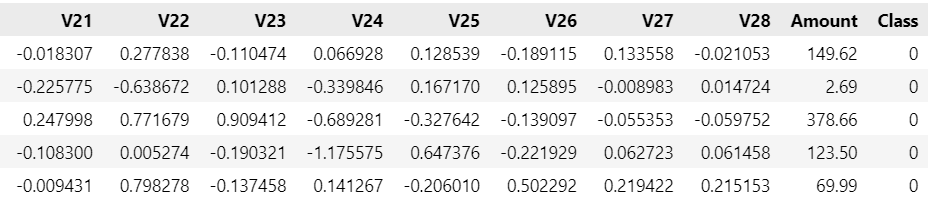 V21 V22 V23 V24 V25 V26 V27 V28 Amount Class
-0.018307 0.277838 -0.110474 0.066928 0.128539 -0.189115 0.133558 -0.021053 149.62 0
-0.225775 -0.638672 0.101288 -0.339846 0.167170 0.125895 -0.008983 0.014724 2.69 0
0.247998 0.771679 0.909412 -0.689281 -0.327642 -0.139097 -0.055353 -0.059752 378.66 0
-0.108300 0.005274 -0.190321 -1.175575 0.647376 -0.221929 0.062723 0.061458 123.50 0
-0.009431 0.798278 -0.137458 0.141267 -0.206010 0.502292 0.219422 0.215153 69.99 0